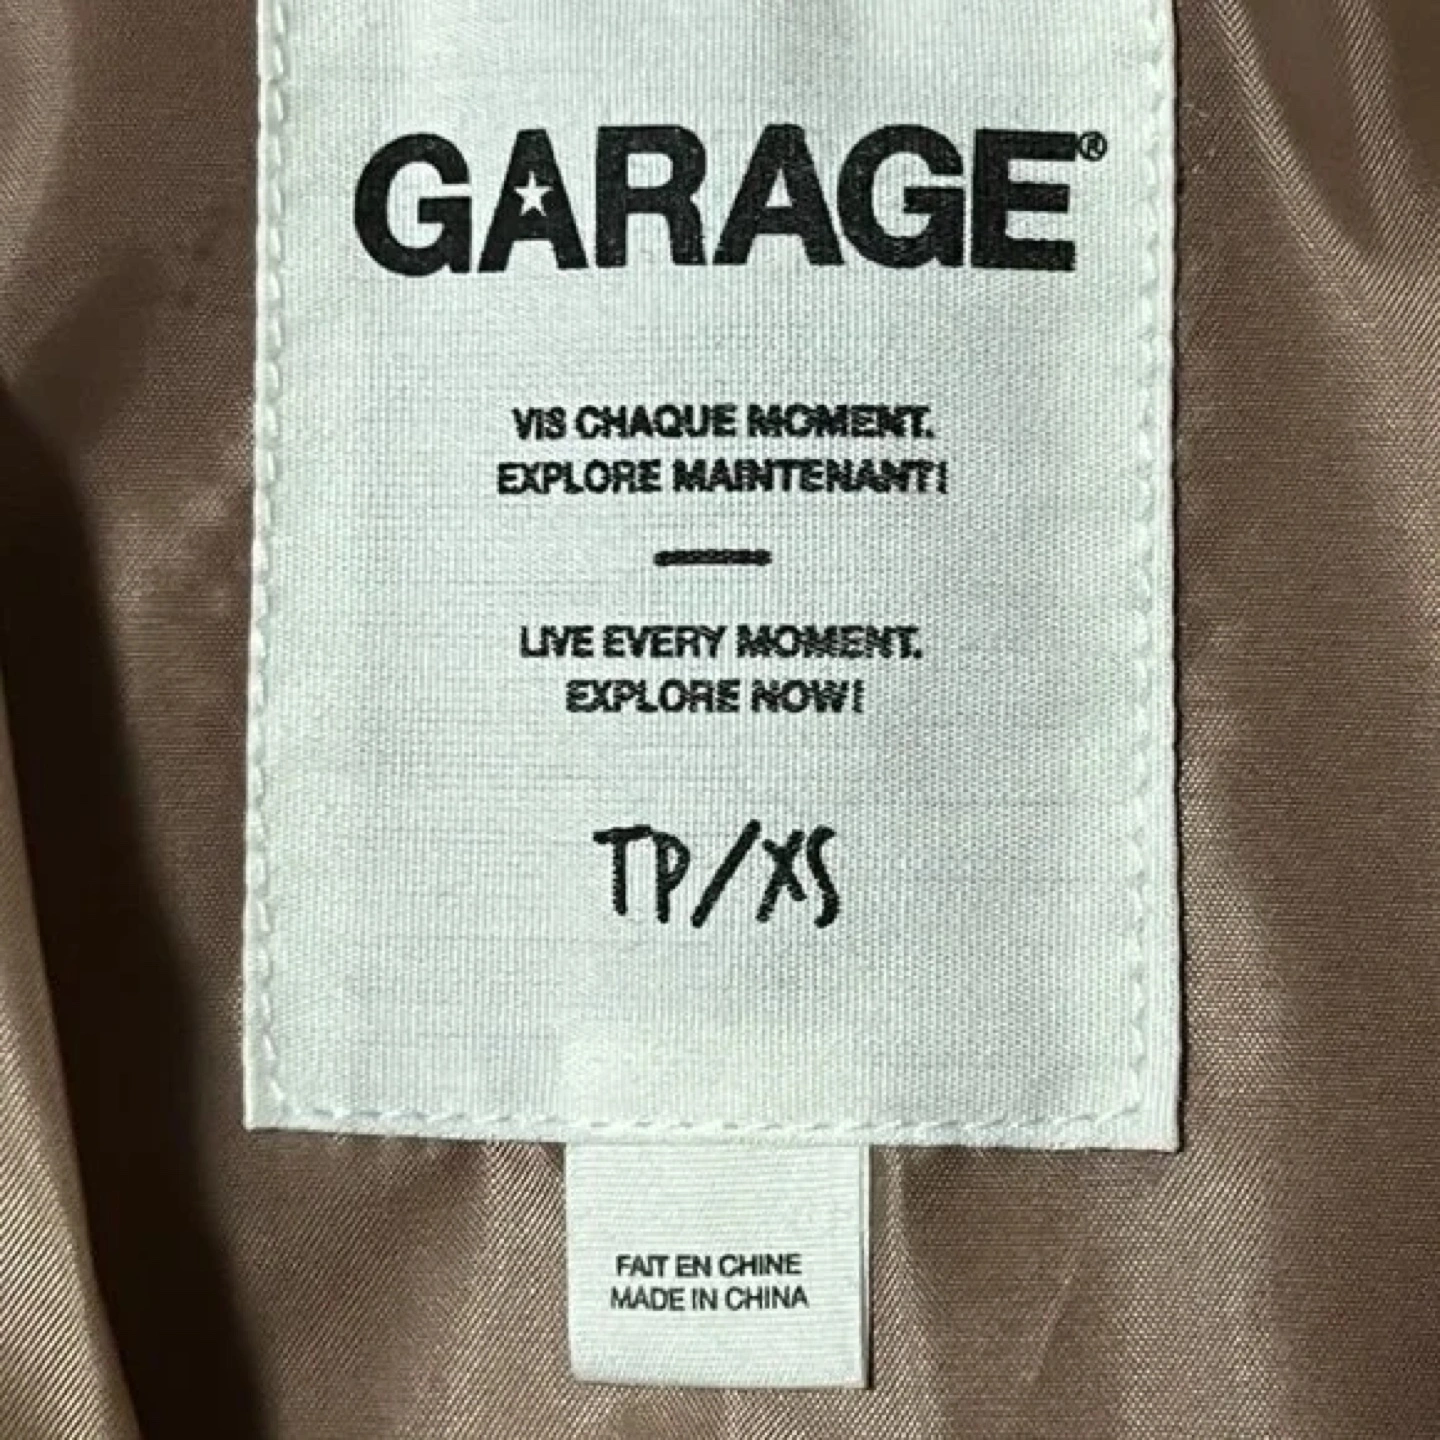 GARAGE®
VIS CHAQUE MOMENT.
EXPLORE MAINTENANT!
LIVE EVERY MOMENT.
EXPLORE NOW!
TP/XS
FAIT EN CHINE
MADE IN CHINA